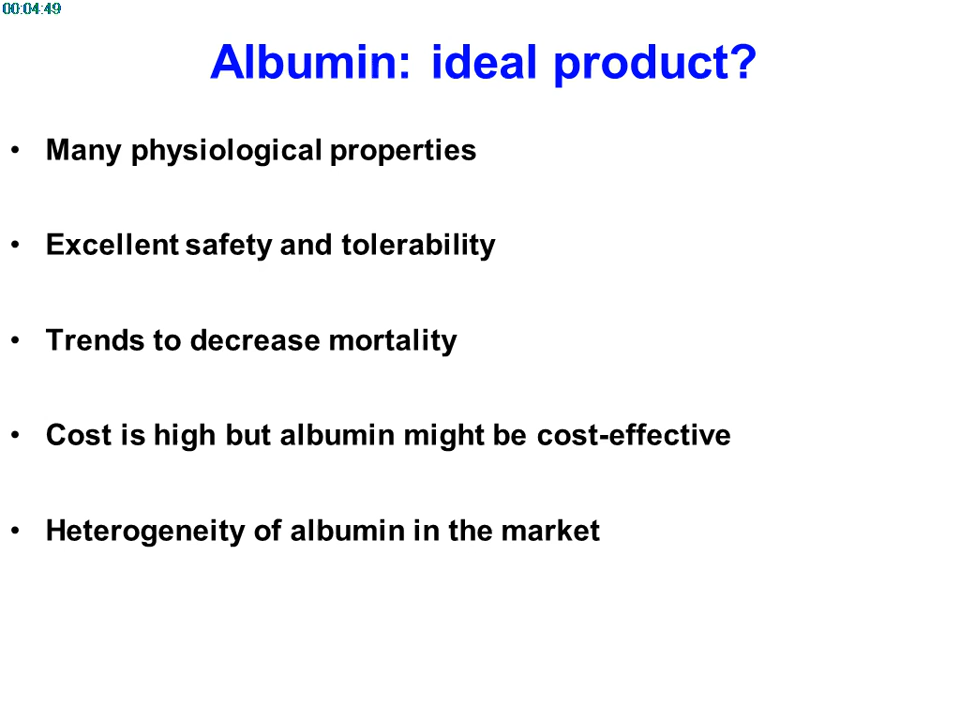 00:04:49
Albumin: ideal product?
• Many physiological properties
• Excellent safety and tolerability
• Trends to decrease mortality
• Cost is high but albumin might be cost-effective
• Heterogeneity of albumin in the market